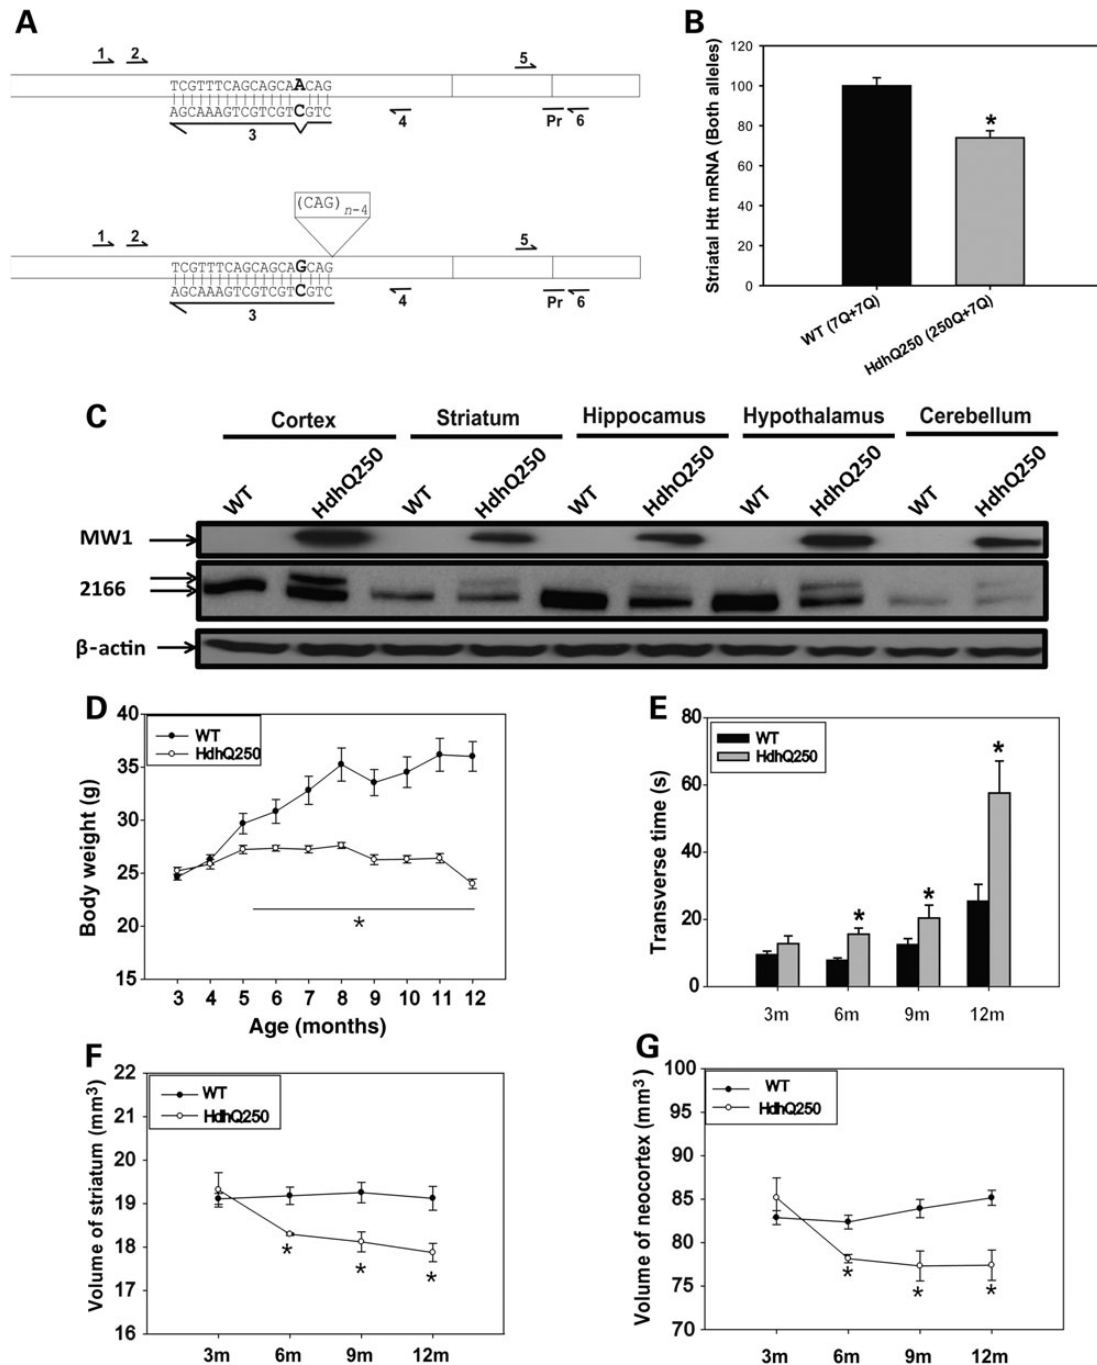 A
1 2 5
TCGTTTCAGCAGCAACAG
AGCAAAGTCGTCGTCGTC
3 4 Pr 6
(CAG)n-4
1 2 5
TCGTTTCAGCAGCAGCAG
AGCAAAGTCGTCGTCGTC
3 4 Pr 6
B
Striatal Htt mRNA (Both alleles)
120
100
80
60
40
20
0
*
WT (7Q+7Q)
HdhQ250 (250Q+7Q)
C
Cortex Striatum Hippocamus Hypothalamus Cerebellum
WT HdhQ250 WT HdhQ250 WT HdhQ250 WT HdhQ250 WT HdhQ250
MW1
2166
β-actin
D
Body weight (g)
40
35
30
25
20
15
WT
HdhQ250
*
3 4 5 6 7 8 9 10 11 12
Age (months)
E
Transverse time (s)
80
60
40
20
0
WT
HdhQ250
* * *
3m 6m 9m 12m
F
Volume of striatum (mm3)
22
21
20
19
18
17
16
WT
HdhQ250
* * *
3m 6m 9m 12m
G
Volume of neocortex (mm3)
100
95
90
85
80
75
70
WT
HdhQ250
* * *
3m 6m 9m 12m